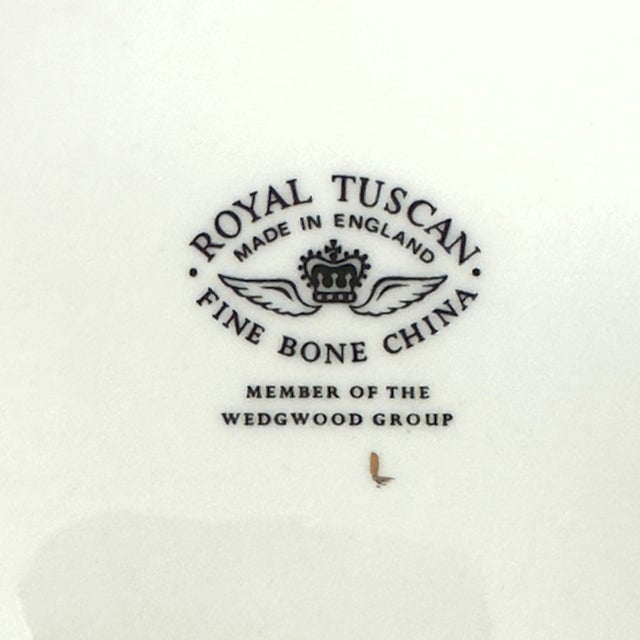 ROYAL TUSCAN
MADE IN ENGLAND
FINE BONE CHINA
MEMBER OF THE
WEDGWOOD GROUP
L